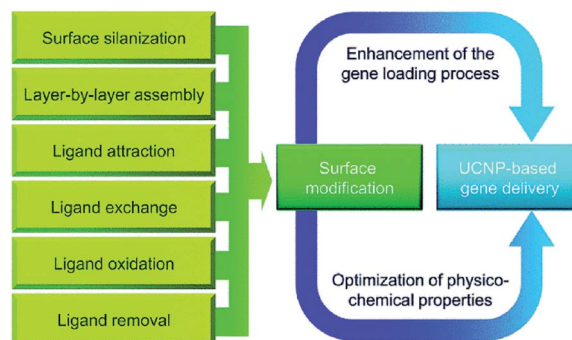 Surface silanization
Layer-by-layer assembly
Ligand attraction
Ligand exchange
Ligand oxidation
Ligand removal
Enhancement of the
gene loading process
Surface
modification
UCNP-based
gene delivery
Optimization of physico-
chemical properties